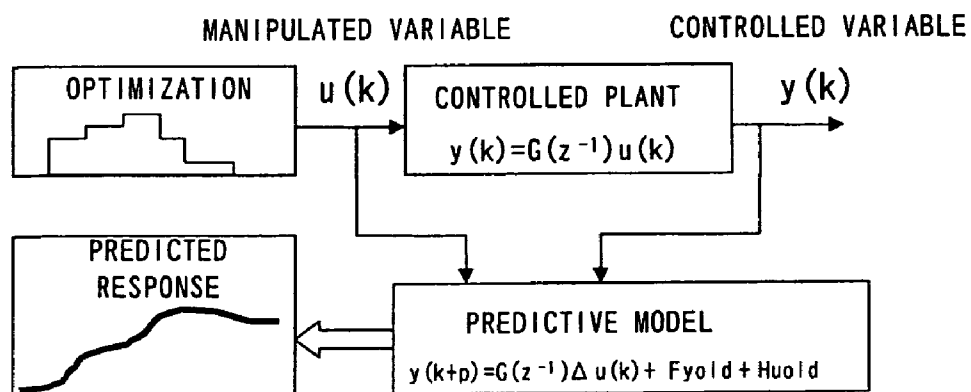 MANIPULATED VARIABLE
CONTROLLED VARIABLE
OPTIMIZATION
u(k)
CONTROLLED PLANT
y(k)=G(z⁻¹)u(k)
y(k)
PREDICTED
RESPONSE
PREDICTIVE MODEL
y(k+p)=G(z⁻¹)Δu(k)+Fyold+Huold